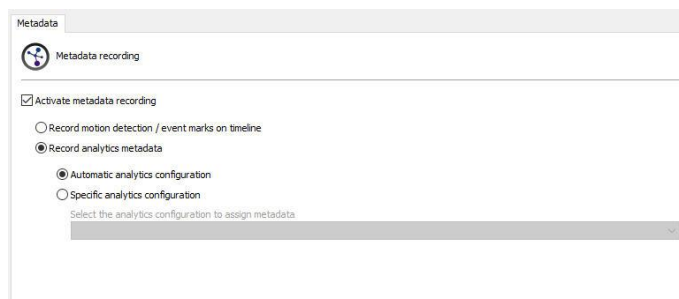 Metadata
Metadata recording
Activate metadata recording
Record motion detection / event marks on timeline
Record analytics metadata
Automatic analytics configuration
Specific analytics configuration
Select the analytics configuration to assign metadata